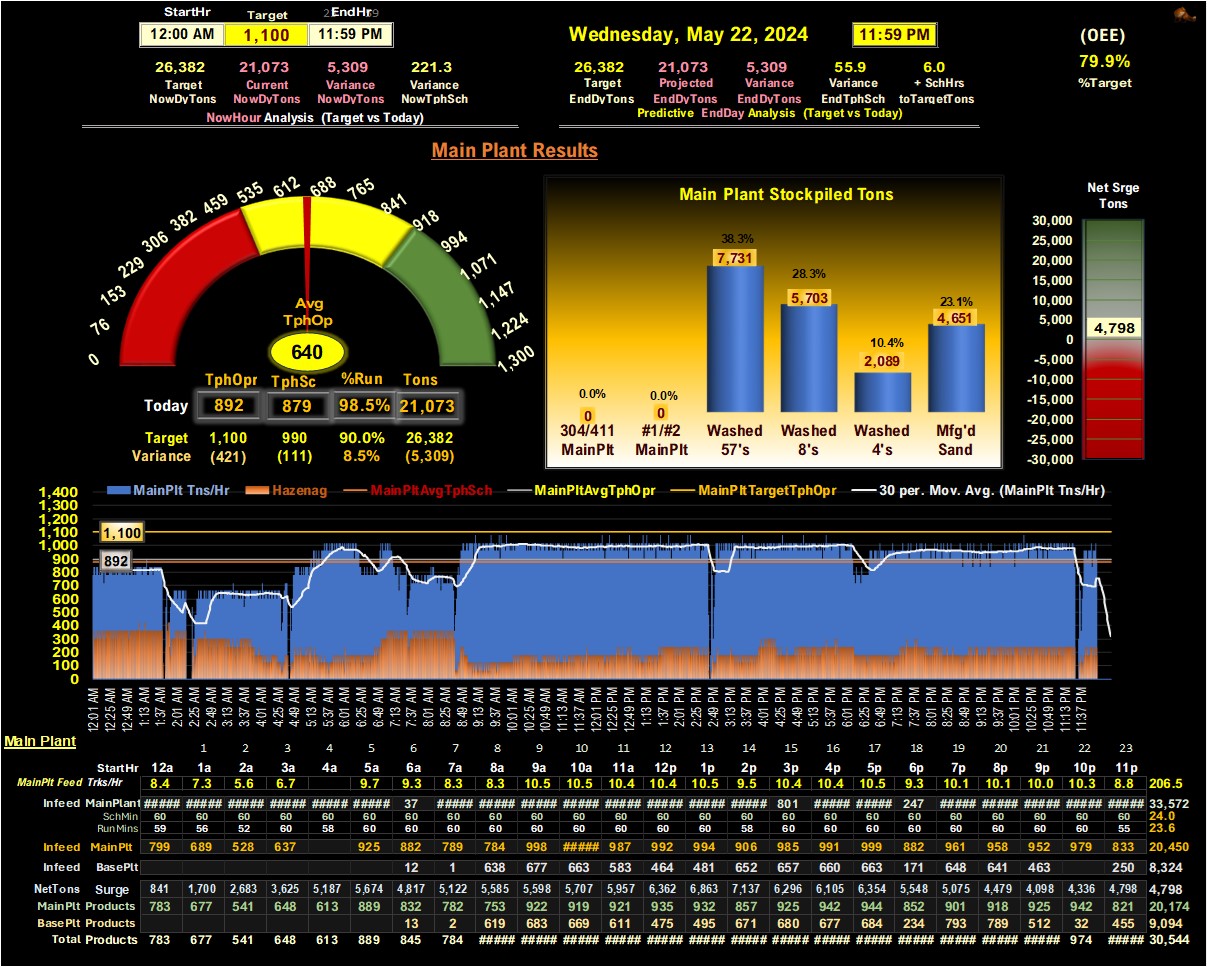 StartHr Target EndHr
12:00 AM 1,100 11:59 PM
Wednesday, May 22, 2024 11:59 PM
(OEE)
79.9%
%Target
26,382 21,073 5,309 221.3
Target Current Variance Variance
NowDyTons NowDyTons NowDyTons NowTphSch
NowHour Analysis (Target vs Today)
26,382 21,073 5,309 55.9 6.0
Target Projected Variance Variance + SchHrs
EndDyTons EndDyTons EndDyTons EndTphSch toTargetTons
Predictive EndDay Analysis (Target vs Today)
Main Plant Results
0 76 153 229 306 382 459 535 612 688 765 841 918 994 1,071 1,147 1,224 1,300
Avg
TphOp
640
TphOpr TphSc %Run Tons
Today 892 879 98.5% 21,073
Target 1,100 990 90.0% 26,382
Variance (421) (111) 8.5% (5,309)
Main Plant Stockpiled Tons
0.0% 0.0% 38.3% 28.3% 10.4% 23.1%
0 0 7,731 5,703 2,089 4,651
304/411 #1/#2 Washed Washed Washed Mfg'd
MainPlt MainPlt 57's 8's 4's Sand
Net Srge
Tons
30,000
25,000
20,000
15,000
10,000
5,000
4,798
0
-5,000
-10,000
-15,000
-20,000
-25,000
-30,000
MainPlt Tns/Hr Hazenag MainPltAvgTphSch MainPltAvgTphOpr MainPltTargetTphOpr 30 per. Mov. Avg. (MainPlt Tns/Hr)
1,400
1,300
1,200
1,100
1,000
900
800
700
600
500
400
300
200
100
0
1,100
892
12:01 AM 12:25 AM 12:49 AM 1:13 AM 1:37 AM 2:01 AM 2:25 AM 2:49 AM 3:13 AM 3:37 AM 4:01 AM 4:25 AM 4:49 AM 5:13 AM 5:37 AM 6:01 AM 6:25 AM 6:49 AM 7:13 AM 7:37 AM 8:01 AM 8:25 AM 8:49 AM 9:13 AM 9:37 AM 10:01 AM 10:25 AM 10:49 AM 11:13 AM 11:37 AM 12:01 PM 12:25 PM 12:49 PM 1:13 PM 1:37 PM 2:01 PM 2:25 PM 2:49 PM 3:13 PM 3:37 PM 4:01 PM 4:25 PM 4:49 PM 5:13 PM 5:37 PM 6:01 PM 6:25 PM 6:49 PM 7:13 PM 7:37 PM 8:01 PM 8:25 PM 8:49 PM 9:13 PM 9:37 PM 10:01 PM 10:25 PM 10:49 PM 11:13 PM 11:37 PM
Main Plant
1 2 3 4 5 6 7 8 9 10 11 12 13 14 15 16 17 18 19 20 21 22 23
StartHr 12a 1a 2a 3a 4a 5a 6a 7a 8a 9a 10a 11a 12p 1p 2p 3p 4p 5p 6p 7p 8p 9p 10p 11p
MainPlt Feed Trks/Hr 8.4 7.3 5.6 6.7 9.7 9.3 8.3 8.3 10.5 10.5 10.4 10.4 10.5 9.5 10.4 10.4 10.5 9.3 10.1 10.1 10.0 10.3 8.8 206.5
Infeed MainPlant ##### ##### ##### ##### ##### ##### 37 ##### ##### ##### ##### ##### ##### ##### ##### 801 ##### ##### 247 ##### ##### ##### ##### ##### 33,572
SchMin 60 60 60 60 60 60 60 60 60 60 60 60 60 60 60 60 60 60 60 60 60 60 60 60 24.0
RunMins 59 56 52 60 58 60 60 60 60 60 60 60 60 60 58 60 60 60 60 60 60 60 60 55 23.6
Infeed MainPlt 799 689 528 637 925 882 789 784 998 ##### 987 992 994 906 985 991 999 882 961 958 952 979 833 20,450
Infeed BasePlt 12 1 638 677 663 583 464 481 652 657 660 663 171 648 641 463 250 8,324
NetTons Surge 841 1,700 2,683 3,625 5,187 5,674 4,817 5,122 5,585 5,598 5,707 5,957 6,362 6,863 7,137 6,296 6,105 6,354 5,548 5,075 4,479 4,098 4,336 4,798 4,798
MainPlt Products 783 677 541 648 613 889 832 782 753 922 919 921 935 932 857 925 942 944 852 901 918 925 942 821 20,174
BasePlt Products 13 2 619 683 669 611 475 495 671 680 677 684 234 793 789 512 32 455 9,094
Total Products 783 677 541 648 613 889 845 784 ##### ##### ##### ##### ##### ##### ##### ##### ##### ##### ##### ##### ##### ##### 974 ##### 30,544